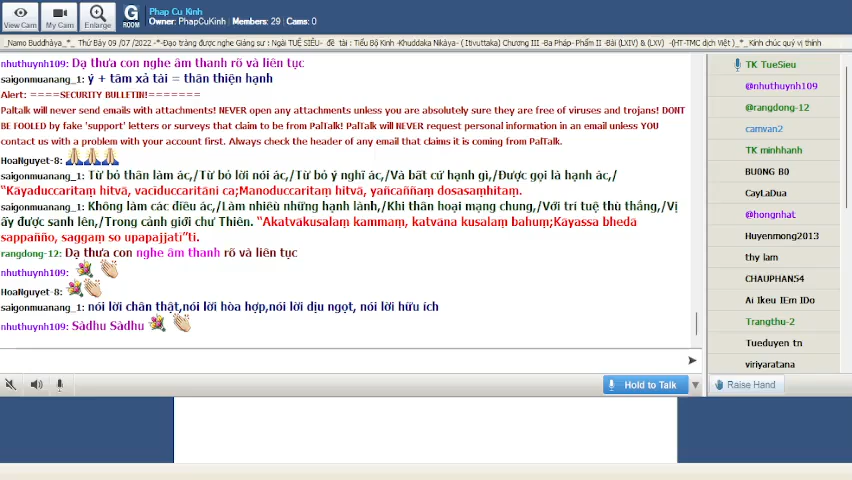 Phap Cu Kinh
Owner: PhapCuKinh | Members: 29 | Cams: 0
View Cam
My Cam
Enlarge
G
ROOM
_Namo Buddhãya_*_ Thứ Bảy 09 /07 /2022 -*-Đạo tràng được nghe Giảng sư : Ngài TUỆ SIÊU- đề tài : Tiểu Bộ Kinh -Khuddaka Nikāya- ( Itivuttaka) Chương III -Ba Pháp- Phẩm II -Bài (LXIV) & (LXV) -(HT-TMC dịch Việt )_*_ Kính chúc quý vị thính
nhuthuynh109: Dạ thưa con nghe âm thanh rõ và liên tục
saigonmuanang_1: ý + tâm xả tài = thân thiện hạnh
Alert: ====SECURITY BULLETIN!=======
Paltalk will never send emails with attachments! NEVER open any attachments unless you are absolutely sure they are free of viruses and trojans! DONT
BE FOOLED by fake 'support' letters or surveys that claim to be from PalTalk! PalTalk will NEVER request personal information in an email unless YOU
contact us with a problem with your account first. Always check the header of any email that claims it is coming from PalTalk.
HoaNguyet-8:
saigonmuanang_1: Từ bỏ thân làm ác,/Từ bỏ lời nói ác,/Từ bỏ ý nghĩ ác,/Và bất cứ hạnh gì,/Được gọi là hạnh ác,/
“Kāyaduccaritaṃ hitvā, vacīduccaritāni ca;Manoduccaritaṃ hitvā, yañcaññaṃ dosasaṃhitaṃ.
saigonmuanang_1: Không làm các điều ác,/Làm nhiều những hạnh lành,/Khi thân hoại mạng chung,/Với trí tuệ thù thắng,/Vị
ấy được sanh lên,/Trong cảnh giới chư Thiên. “Akatvākusalaṃ kammaṃ, katvāna kusalaṃ bahuṃ;Kāyassa bhedā
sappañño, saggaṃ so upapajjatī”ti.
rangdong-12: Dạ thưa con nghe âm thanh rõ và liên tục
nhuthuynh109:
HoaNguyet-8:
saigonmuanang_1: nói lời chân thật,nói lời hòa hợp,nói lời dịu ngọt, nói lời hữu ích
nhuthuynh109: Sàdhu Sàdhu
Hold to Talk
TK TueSieu
@nhuthuynh109
@rangdong-12
camvan2
TK minhhanh
BUONG BO
CayLaDua
@hongnhat
Huyenmong2013
thy lam
CHAUPHAN54
Ai Ikeu IEm IDo
Trangthu-2
Tueduyen tn
viriyaratana
Raise Hand